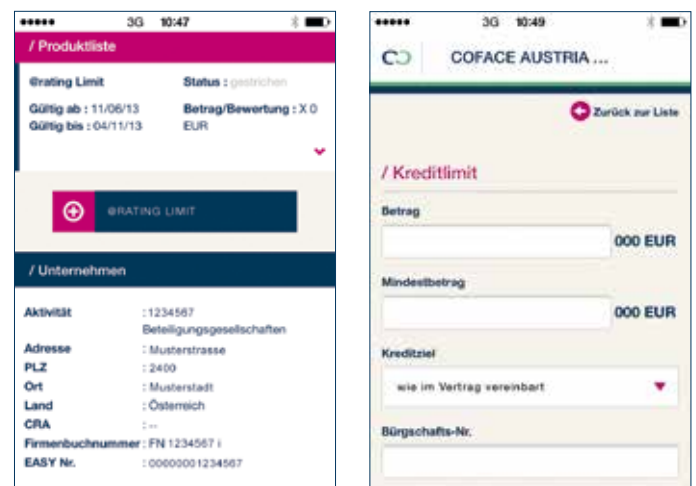 3G 10:47
/ Produktliste
@rating Limit Status : gestrichen
Gültig ab : 11/06/13 Betrag/Bewertung : X 0
Gültig bis : 04/11/13 EUR
@RATING LIMIT
/ Unternehmen
Aktivität : 1234567
Beteiligungsgesellschaften
Adresse : Musterstrasse
PLZ : 2400
Ort : Musterstadt
Land : Österreich
CRA : --
Firmenbuchnummer : FN 1234567 i
EASY Nr. : 00000001234567
3G 10:49
COFACE AUSTRIA ...
Zurück zur Liste
/ Kreditlimit
Betrag
000 EUR
Mindestbetrag
000 EUR
Kreditziel
wie im Vertrag vereinbart
Bürgschafts-Nr.